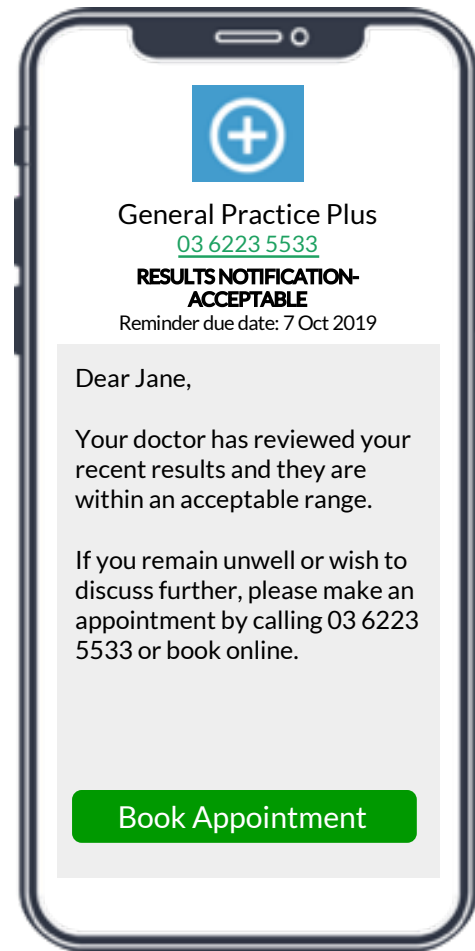 General Practice Plus
03 6223 5533
RESULTS NOTIFICATION-
ACCEPTABLE
Reminder due date: 7 Oct 2019
Dear Jane,
Your doctor has reviewed your
recent results and they are
within an acceptable range.
If you remain unwell or wish to
discuss further, please make an
appointment by calling 03 6223
5533 or book online.
Book Appointment